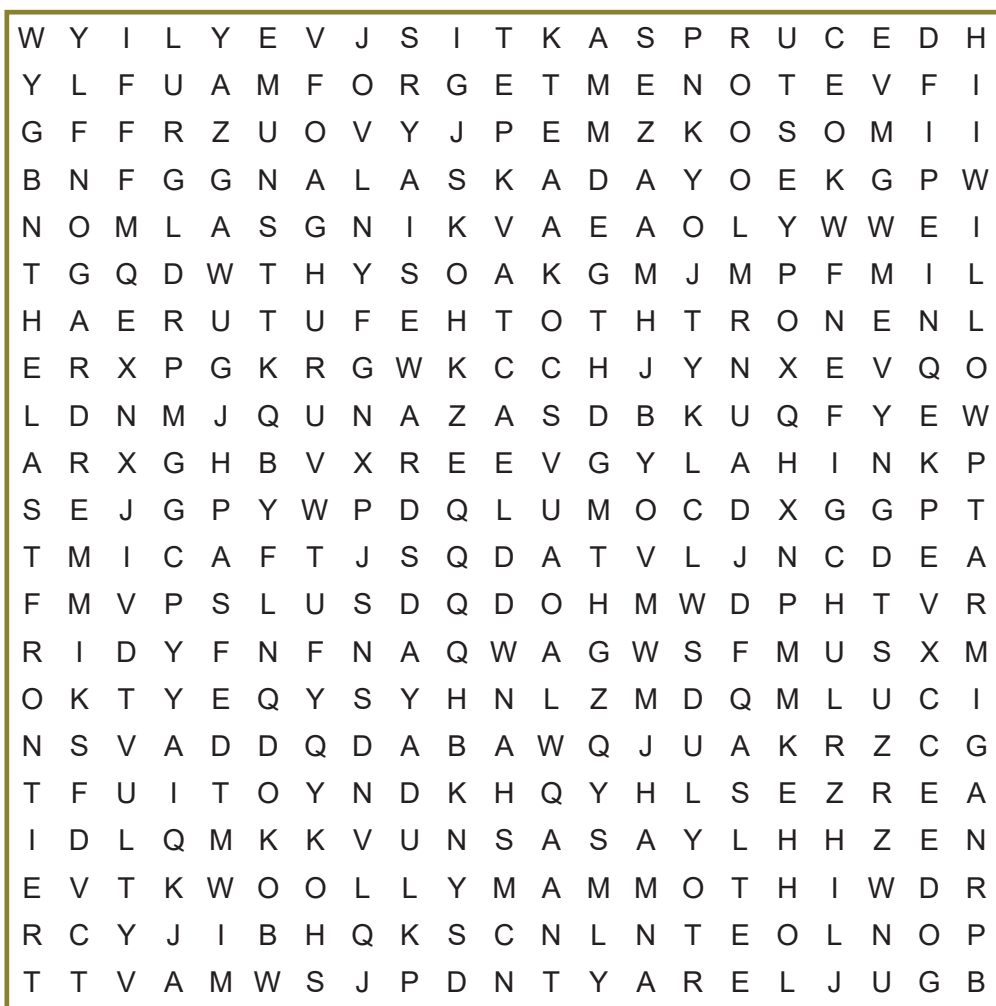 W Y I L Y E V J S I T K A S P R U C E D H
Y L F U A M F O R G E T M E N O T E V F I
G F F R Z U O V Y J P E M Z K O S O M I I
B N F G G N A L A S K A D A Y O E K G P W
N O M L A S G N I K V A E A O L Y W W E I
T G Q D W T H Y S O A K G M J M P F M I L
H A E R U T U F E H T O T H T R O N E N L
E R X P G K R G W K C C H J Y N X E V Q O
L D N M J Q U N A Z A S D B K U Q F Y E W
A R X G H B V X R E E V G Y L A H I N K P
S E J G P Y W P D Q L U M O C D X G G P T
T M I C A F T J S Q D A T V L J N C D E A
F M V P S L U S D Q D O H M W D P H T V R
R I D Y F N F N A Q W A G W S F M U S X M
O K T Y E Q Y S Y H N L Z M D Q M L U C I
N S V A D D Q D A B A W Q J U A K R Z C G
T F U I T O Y N D K H Q Y H L S E Z R E A
I D L Q M K K V U N S A S A Y L H H Z E N
E V T K W O O L L Y M A M M O T H I W D R
R C Y J I B H Q K S C N L N T E O L N O P
T T V A M W S J P D N T Y A R E L J U G B